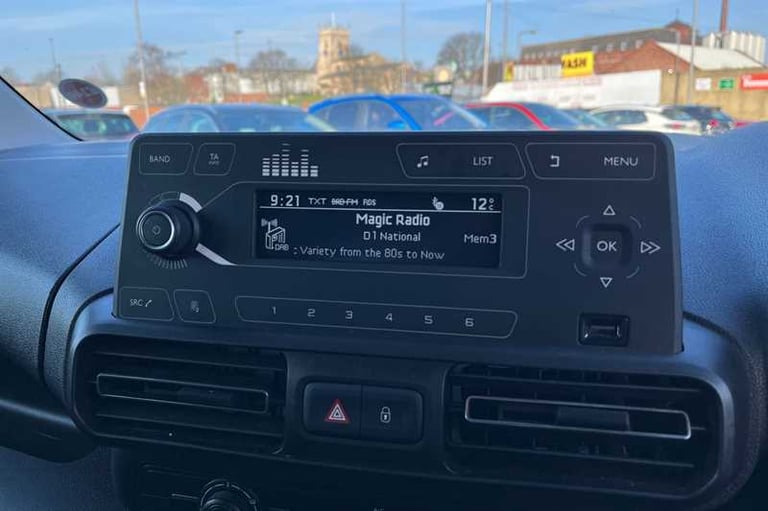 WASH
BAND
TA
LIST
MENU
9:21 TXT DAB-FM RDS 12°C
Magic Radio
D1 National
Mem3
DAB
: Variety from the 80s to Now
OK
SRC
1 2 3 4 5 6